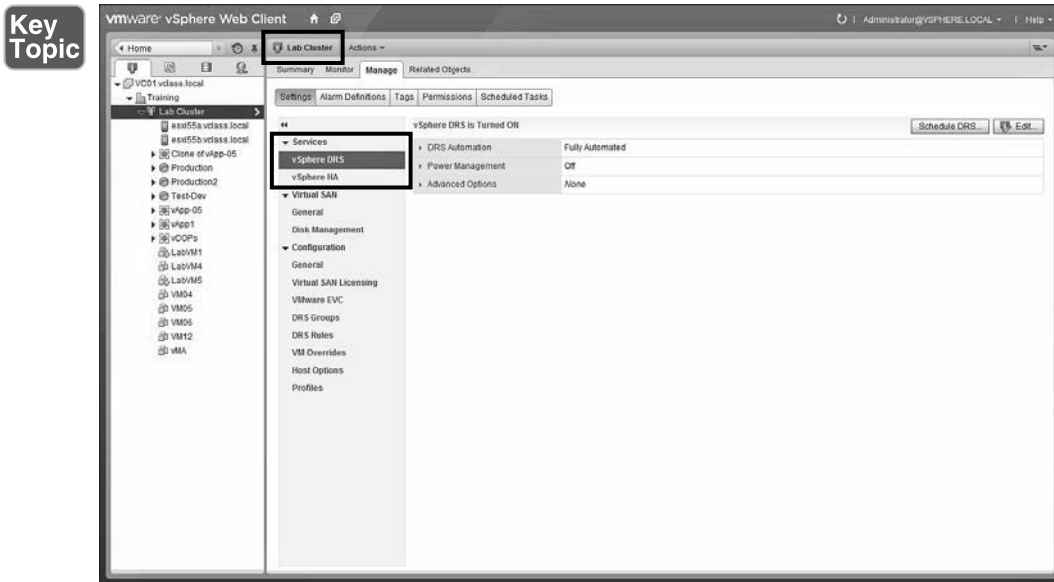 Key
Topic
vmware® vSphere Web Client
Administrator@VSPHERE.LOCAL
Help
Home
Lab Cluster
Actions
Summary Monitor Manage Related Objects
VC01.vclass.local
Training
Lab Cluster
esxi55a.vclass.local
esxi55b.vclass.local
Clone of vApp-05
Production
Production2
Test-Dev
vApp-05
vApp1
vCOPs
LabVM1
LabVM4
LabVM5
VM04
VM05
VM06
VM12
vMA
Settings Alarm Definitions Tags Permissions Scheduled Tasks
Services
vSphere DRS
vSphere HA
Virtual SAN
General
Disk Management
Configuration
General
Virtual SAN Licensing
VMware EVC
DRS Groups
DRS Rules
VM Overrides
Host Options
Profiles
vSphere DRS is Turned ON
Schedule DRS... Edit...
DRS Automation Fully Automated
Power Management Off
Advanced Options None